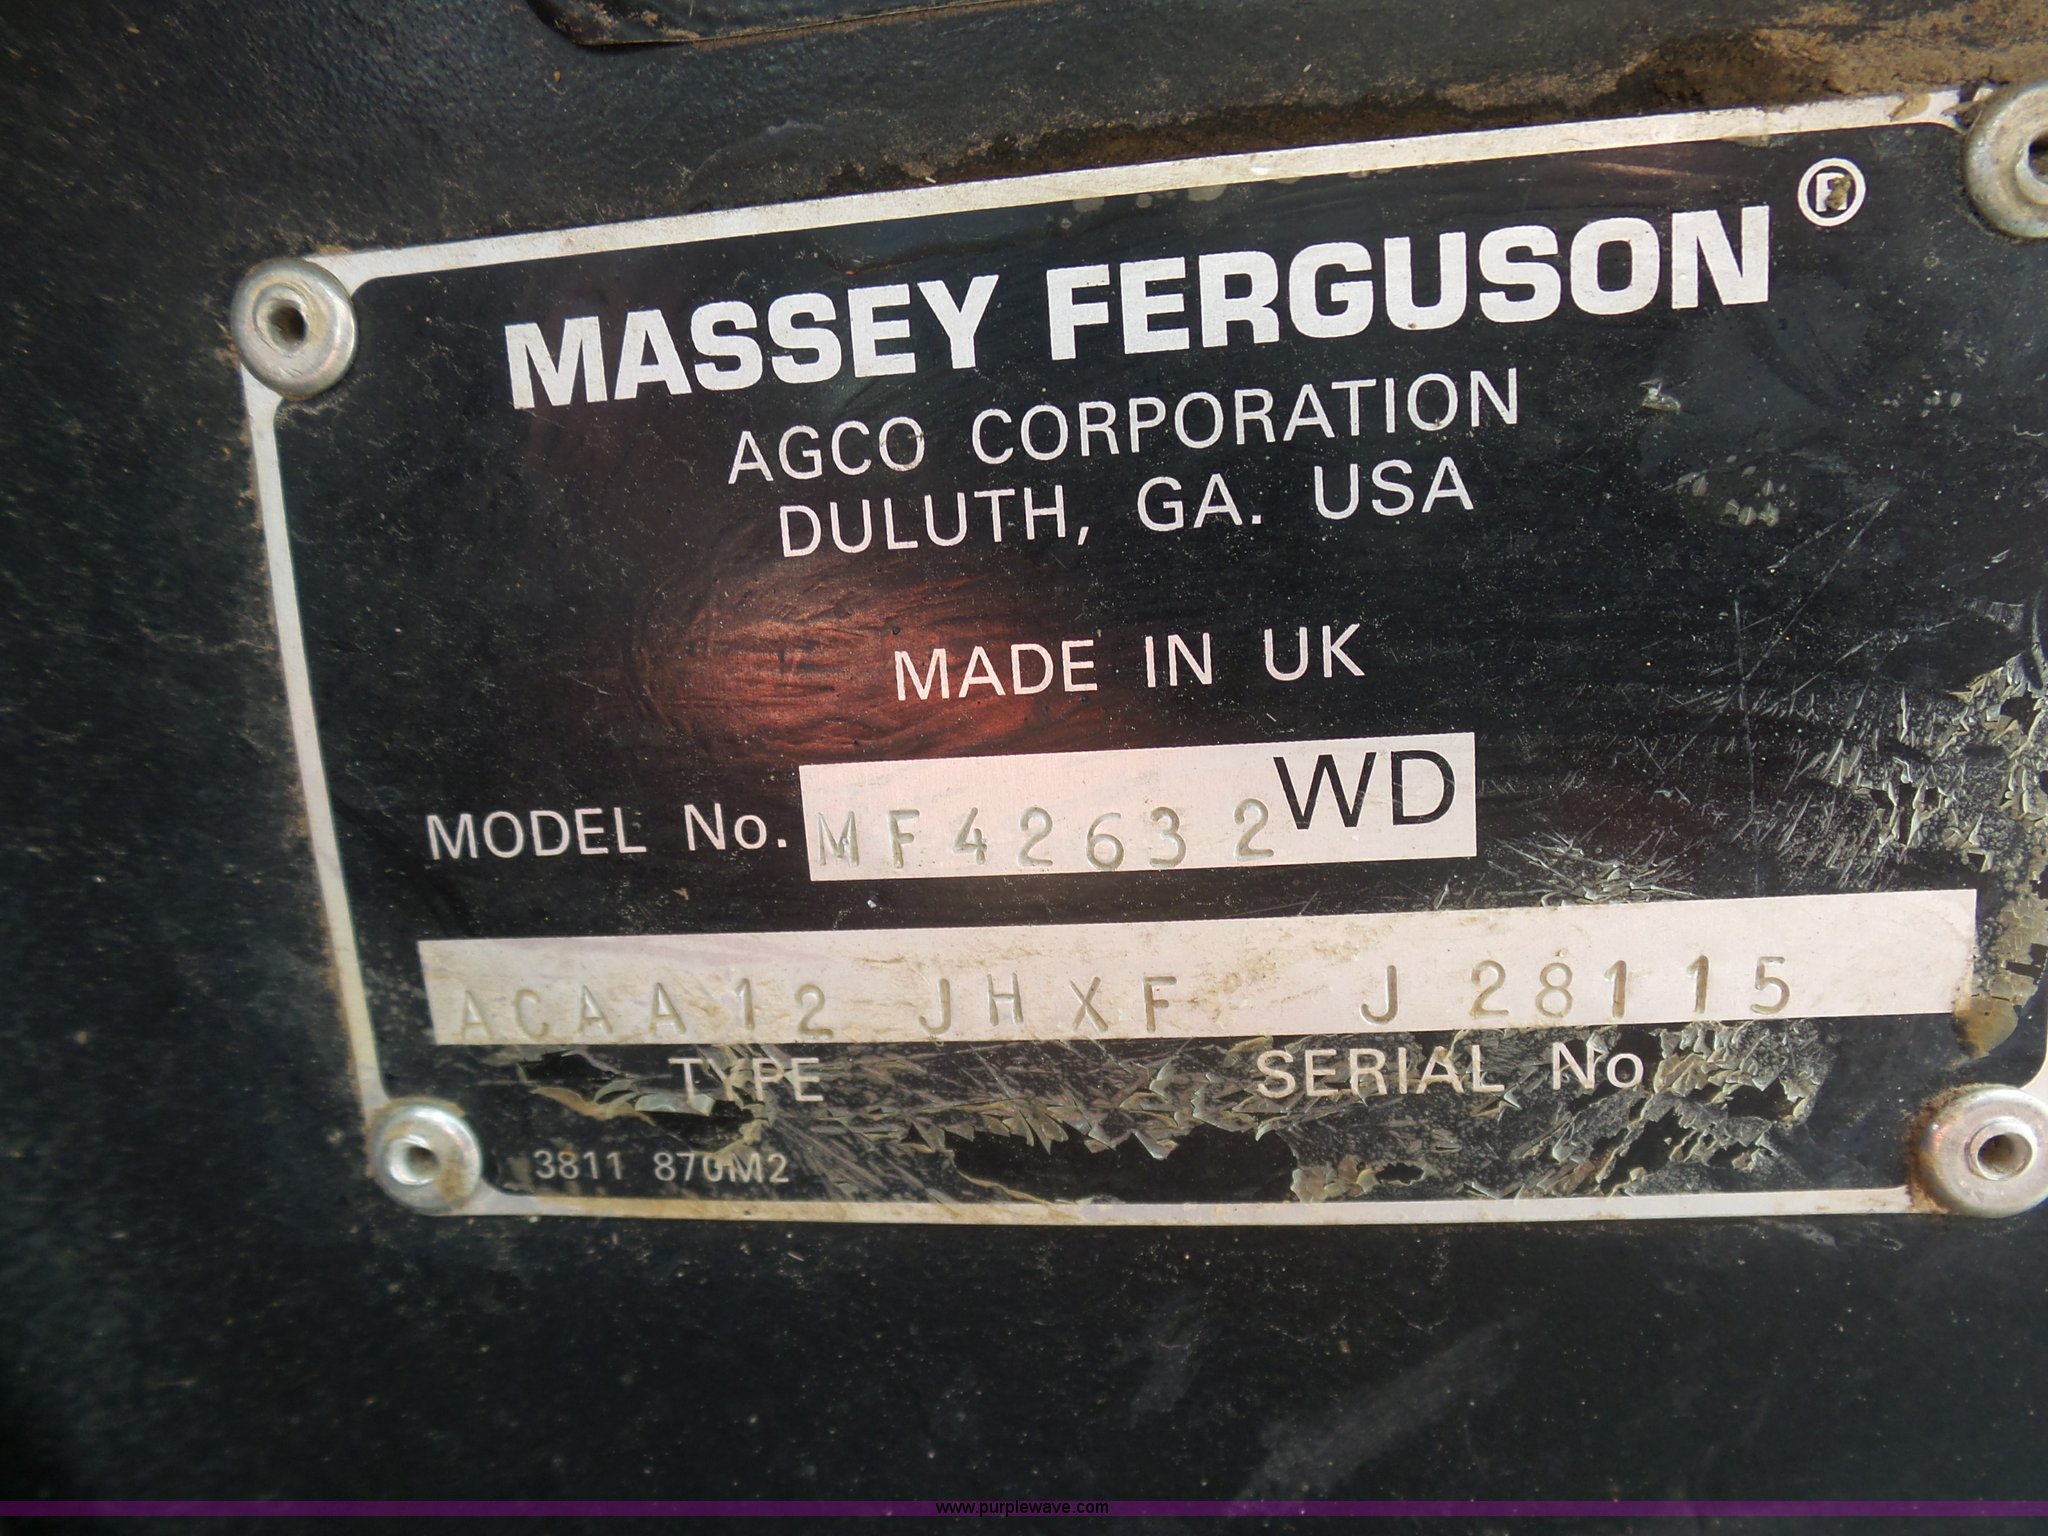 MASSEY FERGUSON ®
AGCO CORPORATION
DULUTH, GA. USA
MADE IN UK
MODEL No. MF4263 2WD
ACAA12 JHXF J28115
TYPE SERIAL No
3811 870M2
www.purplewave.com